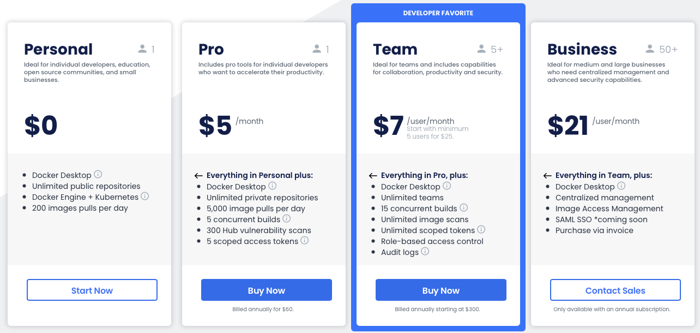 DEVELOPER FAVORITE
Personal
1
Ideal for individual developers, education,
open source communities, and small
businesses.
$0
Docker Desktop
Unlimited public repositories
Docker Engine + Kubernetes
200 images pulls per day
Start Now
Pro
1
Includes pro tools for individual developers
who want to accelerate their productivity.
$5 /month
Everything in Personal plus:
Docker Desktop
Unlimited private repositories
5,000 image pulls per day
5 concurrent builds
300 Hub vulnerability scans
5 scoped access tokens
Buy Now
Billed annually for $60.
Team
5+
Ideal for teams and includes capabilities
for collaboration, productivity and security.
$7 /user/month
Start with minimum
5 users for $25.
Everything in Pro, plus:
Docker Desktop
Unlimited teams
15 concurrent builds
Unlimited image scans
Unlimited scoped tokens
Role-based access control
Audit logs
Buy Now
Billed annually starting at $300.
Business
50+
Ideal for medium and large businesses
who need centralized management and
advanced security capabilities.
$21 /user/month
Everything in Team, plus:
Docker Desktop
Centralized management
Image Access Management
SAML SSO *coming soon
Purchase via invoice
Contact Sales
Only available with an annual subscription.